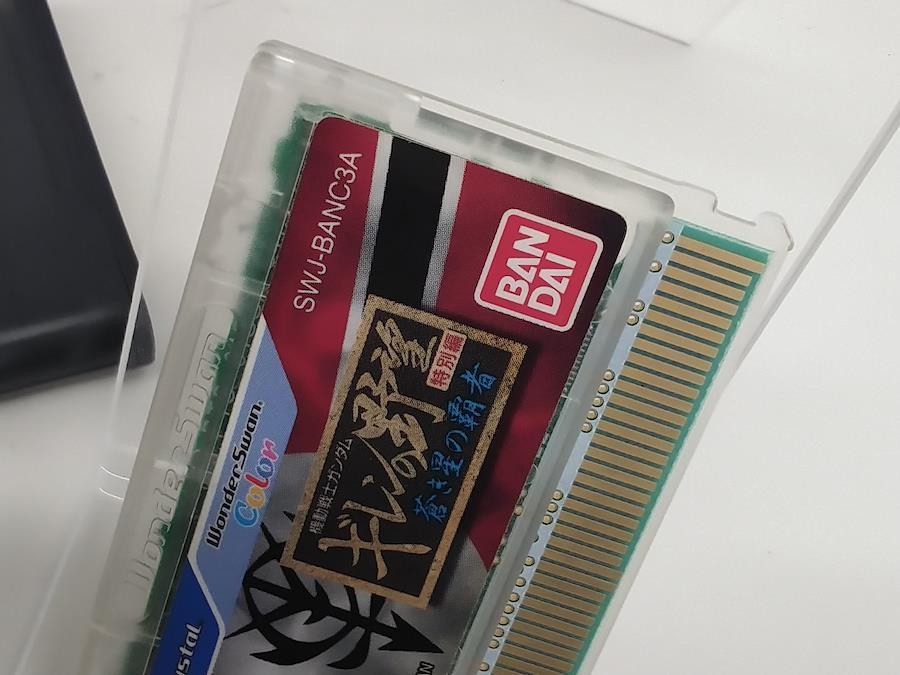 SWJ-BANC3A
BAN
DAI
機動戦士ガンダム
ギレンの野望
特別編
蒼き星の覇者
WonderSwan
Color
WonderSwan